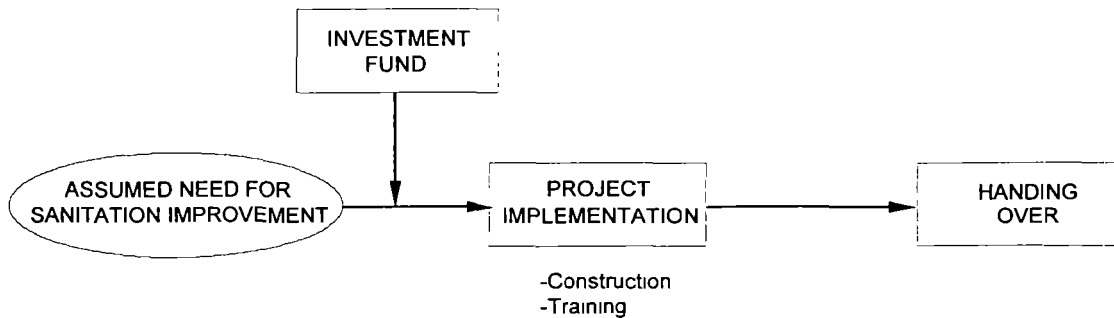 INVESTMENT
FUND
ASSUMED NEED FOR
SANITATION IMPROVEMENT
PROJECT
IMPLEMENTATION
HANDING
OVER
-Construction
-Training